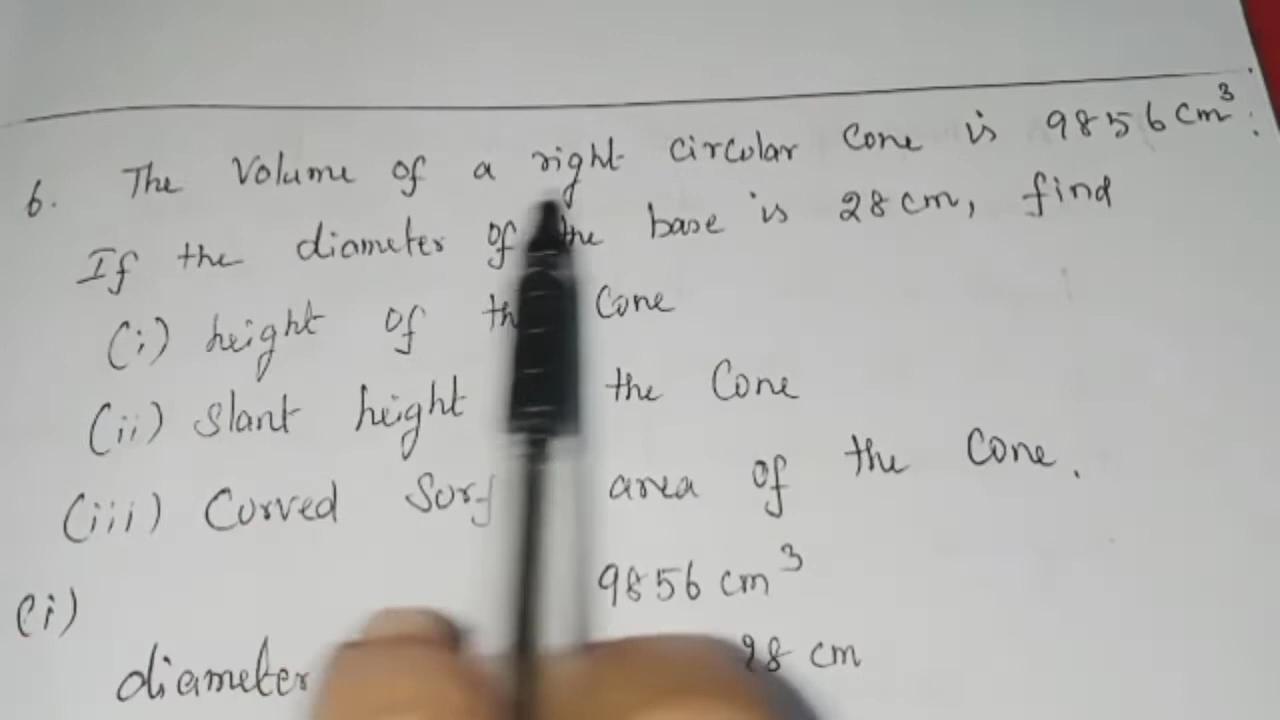 6. The Volume of a right circular Cone is 9856 cm³.
If the diameter of the base is 28 cm, find
(i) height of Cone
(ii) Slant height the Cone
(iii) Curved area of the Cone.
(i) 9856 cm³
diameter cm